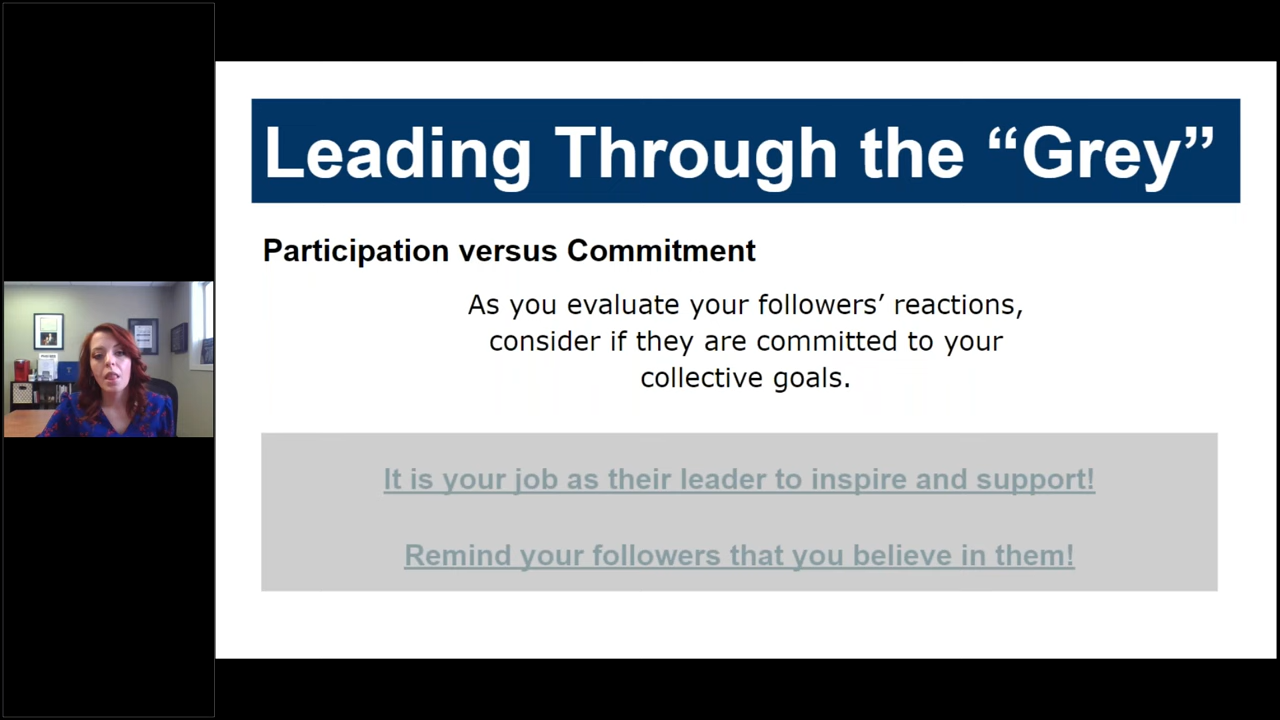 Leading Through the “Grey”
Participation versus Commitment
As you evaluate your followers’ reactions,
consider if they are committed to your
collective goals.
It is your job as their leader to inspire and support!
Remind your followers that you believe in them!